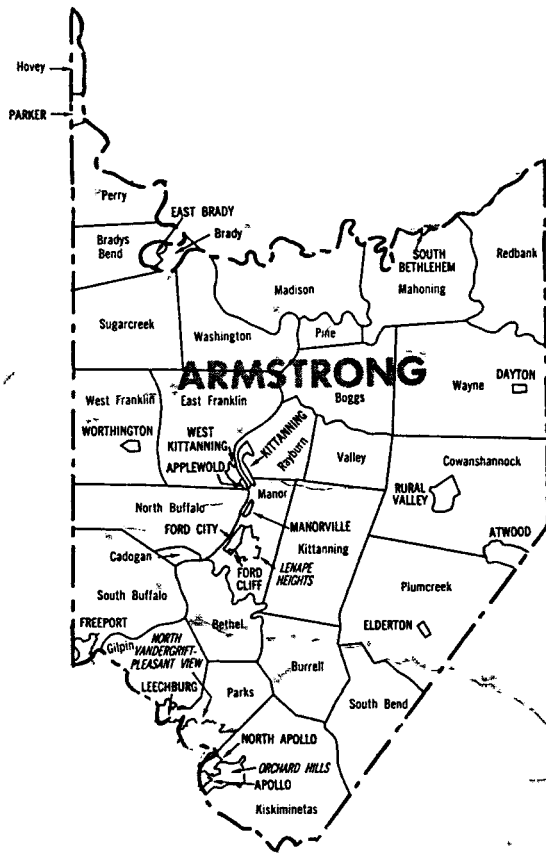 Hovey
PARKER
Perry
EAST BRADY
Brady
Bradys
Bend
SOUTH
BETHLEHEM
Mahoning
Redbank
Madison
Sugarcreek
Washington
Pine
ARMSTRONG
Boggs
Wayne
DAYTON
West Franklin
East Franklin
WORTHINGTON
WEST
KITTANNING
APPLEWOLD
KITTANNING
Rayburn
Valley
Cowanshannock
RURAL
VALLEY
North Buffalo
Manor
MANORVILLE
Kittanning
ATWOOD
FORD CITY
Cadogan
FORD
CLIFF
LENAPE
HEIGHTS
Plumcreek
South Buffalo
FREEPORT
Gilpin
Bethel
ELDERTON
NORTH
VANDERGRIFT-
PLEASANT VIEW
LEECHBURG
Parks
Burrell
South Bend
NORTH APOLLO
ORCHARD HILLS
APOLLO
Kiskiminetas